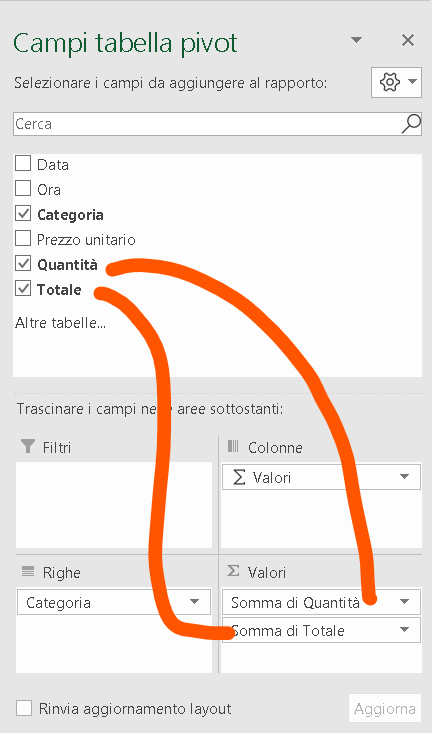 Campi tabella pivot
Selezionare i campi da aggiungere al rapporto:
Cerca
Data
Ora
Categoria
Prezzo unitario
Quantità
Totale
Altre tabelle...
Trascinare i campi nelle aree sottostanti:
Filtri
Colonne
Σ Valori
Righe
Σ Valori
Categoria
Somma di Quantità
Somma di Totale
Rinvia aggiornamento layout
Aggiorna